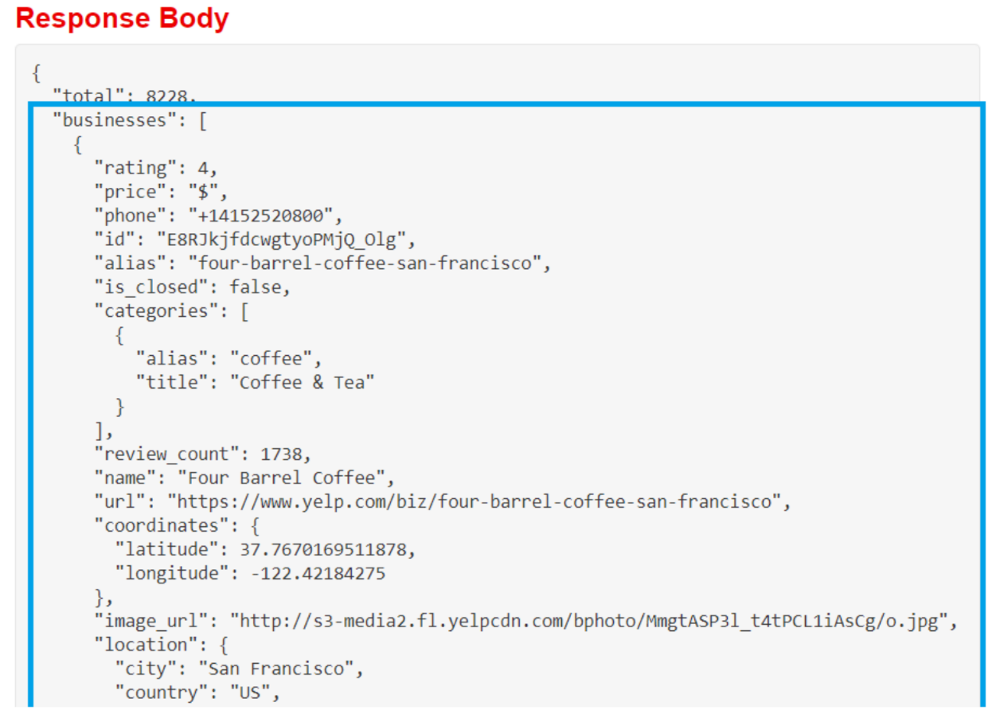 Response Body
{
"total": 8228,
"businesses": [
{
"rating": 4,
"price": "$",
"phone": "+14152520800",
"id": "E8RJkjfdcwgtyoPMjQ_Olg",
"alias": "four-barrel-coffee-san-francisco",
"is_closed": false,
"categories": [
{
"alias": "coffee",
"title": "Coffee & Tea"
}
],
"review_count": 1738,
"name": "Four Barrel Coffee",
"url": "https://www.yelp.com/biz/four-barrel-coffee-san-francisco",
"coordinates": {
"latitude": 37.7670169511878,
"longitude": -122.42184275
},
"image_url": "http://s3-media2.fl.yelpcdn.com/bphoto/MmgtASP3l_t4tPCL1iAsCg/o.jpg",
"location": {
"city": "San Francisco",
"country": "US",